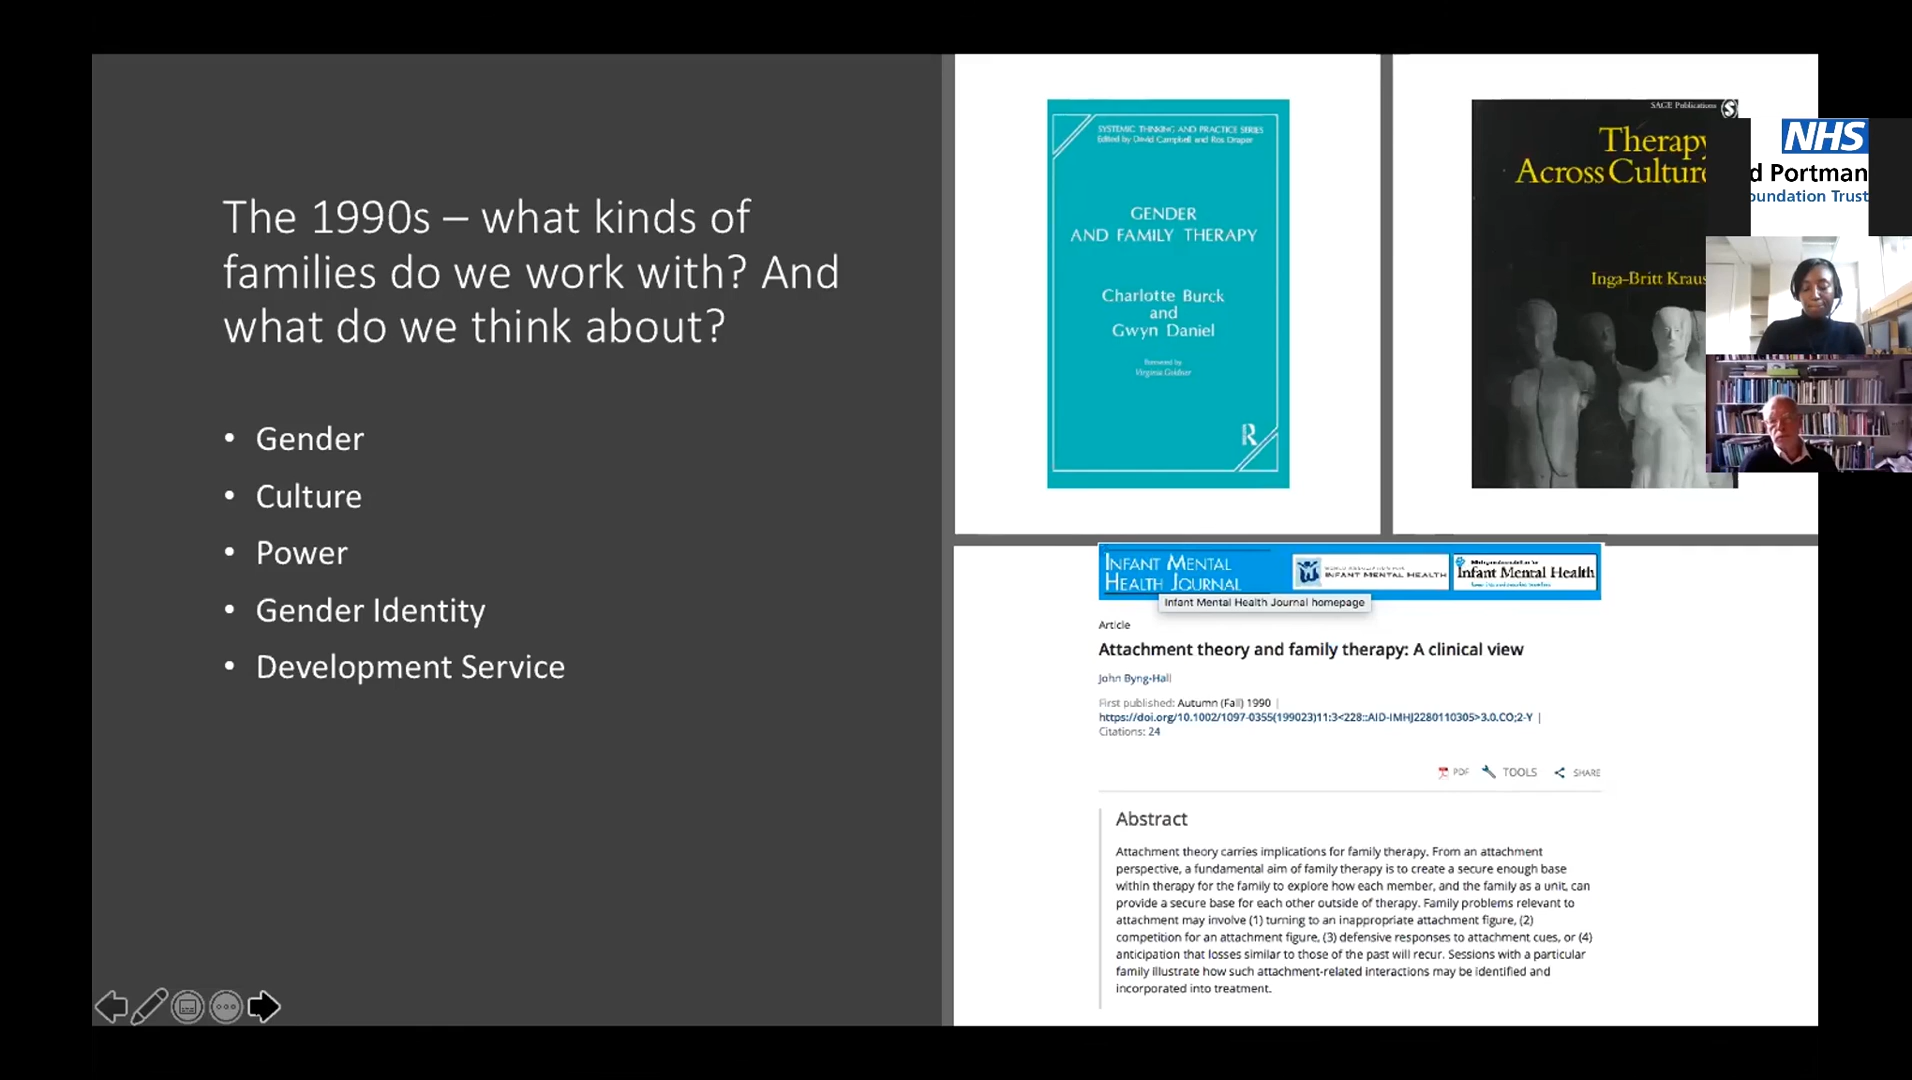 The 1990s – what kinds of
families do we work with? And
what do we think about?
• Gender
• Culture
• Power
• Gender Identity
• Development Service
SYSTEMIC THINKING AND PRACTICE SERIES
Edited by David Campbell and Ros Draper
GENDER
AND FAMILY THERAPY
Charlotte Burck
and
Gwyn Daniel
Foreword by
Virginia Goldner
R
SAGE Publications
S
Therapy
Across Culture
Inga-Britt Kraus
NHS
d Portman
oundation Trust
INFANT MENTAL
HEALTH JOURNAL
WORLD ASSOCIATION FOR
INFANT MENTAL HEALTH
Infant Mental Health
Infant Mental Health Journal homepage
Article
Attachment theory and family therapy: A clinical view
John Byng-Hall
First published: Autumn (Fall) 1990 |
https://doi.org/10.1002/1097-0355(199023)11:3<228::AID-IMHJ2280110305>3.0.CO;2-Y |
Citations: 24
PDF TOOLS SHARE
Abstract
Attachment theory carries implications for family therapy. From an attachment
perspective, a fundamental aim of family therapy is to create a secure enough base
within therapy for the family to explore how each member, and the family as a unit, can
provide a secure base for each other outside of therapy. Family problems relevant to
attachment may involve (1) turning to an inappropriate attachment figure, (2)
competition for an attachment figure, (3) defensive responses to attachment cues, or (4)
anticipation that losses similar to those of the past will recur. Sessions with a particular
family illustrate how such attachment-related interactions may be identified and
incorporated into treatment.